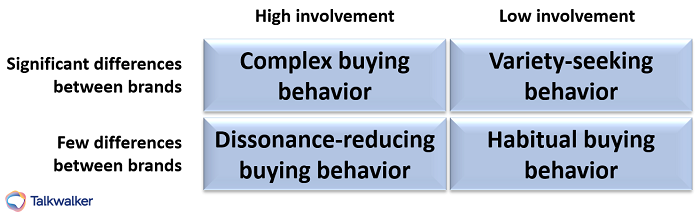 High involvement
Low involvement
Significant differences
between brands
Complex buying
behavior
Variety-seeking
behavior
Few differences
between brands
Dissonance-reducing
buying behavior
Habitual buying
behavior
Talkwalker